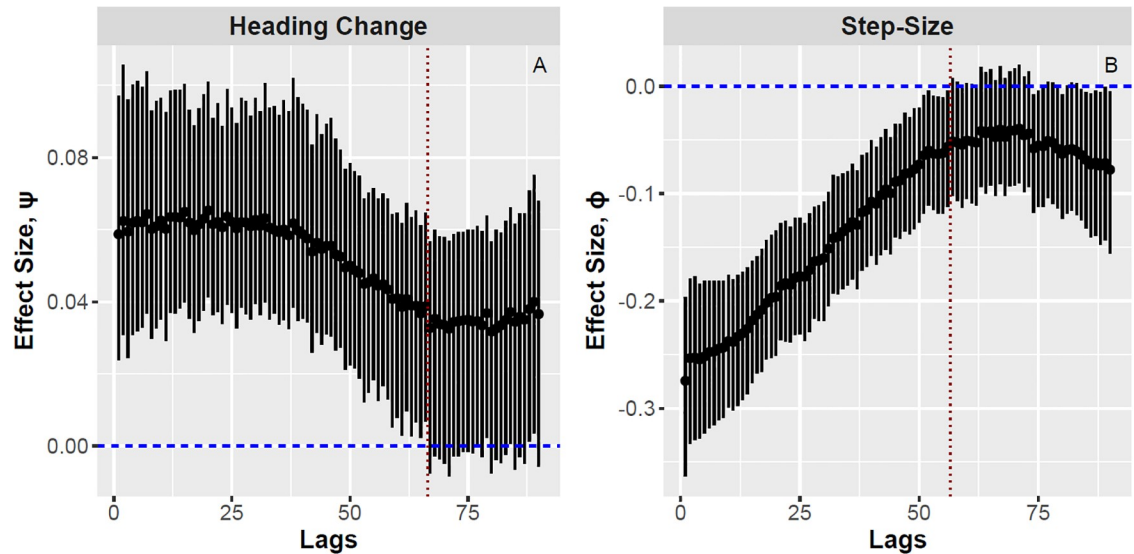 Heading Change
A
Effect Size, ψ
0.08
0.04
0.00
0
25
50
75
Lags
Step-Size
B
Effect Size, ϕ
0.0
-0.1
-0.2
-0.3
0
25
50
75
Lags